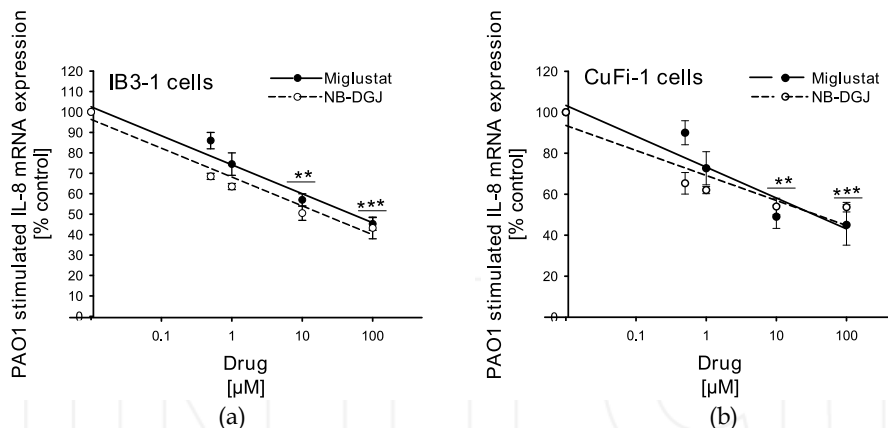 PAO1 stimulated IL-8 mRNA expression
[% control]
IB3-1 cells
Miglustat
NB-DGJ
120
110
100
90
80
70
60
50
40
30
20
10
0
**
***
0.1
1
10
100
Drug
[µM]
(a)
PAO1 stimulated IL-8 mRNA expression
[% control]
CuFi-1 cells
Miglustat
NB-DGJ
120
100
80
60
40
20
0
**
***
0.1
1
10
100
Drug
[µM]
(b)